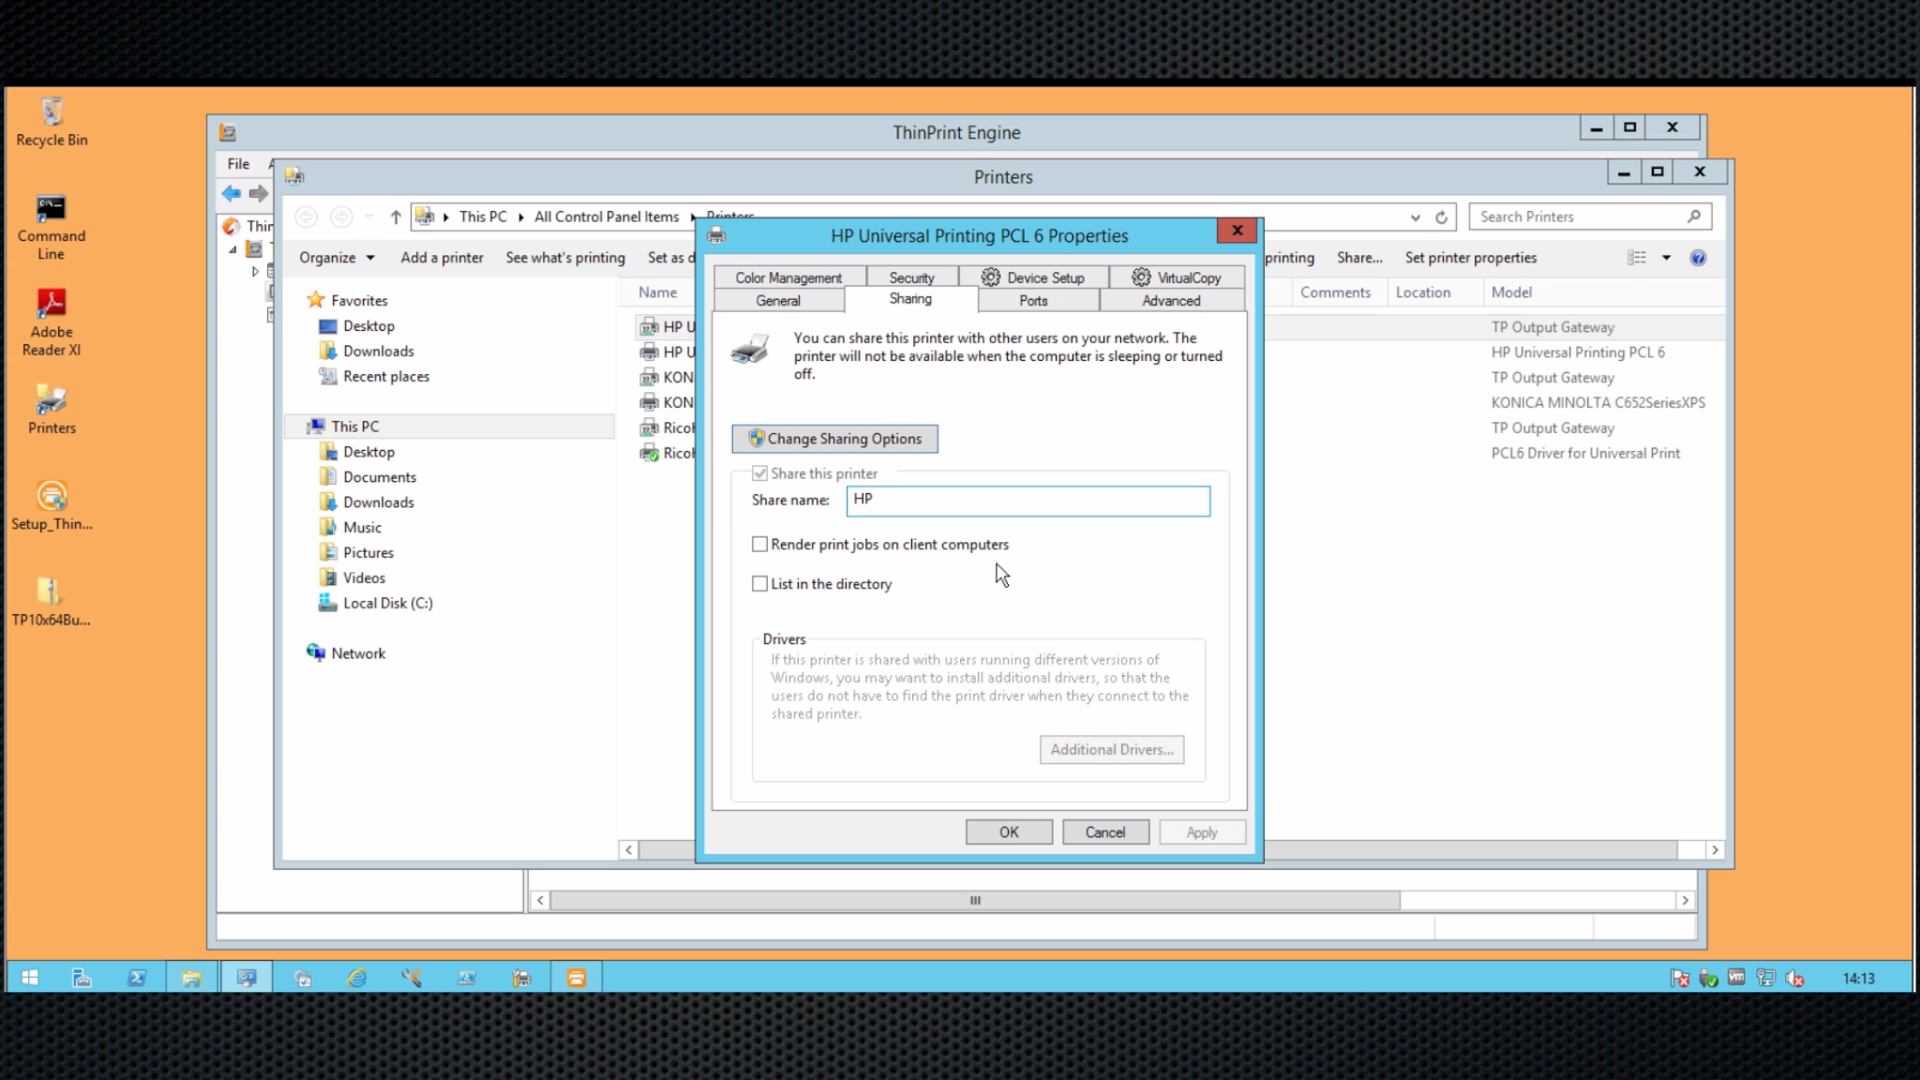 Recycle Bin
Command
Line
Adobe
Reader XI
Printers
Setup_Thin...
TP10x64Bu...
ThinPrint Engine
File
Thin
Printers
This PC
All Control Panel Items
Printers
Search Printers
Organize
Add a printer
See what's printing
Set as d
printing
Share...
Set printer properties
Favorites
Desktop
Downloads
Recent places
This PC
Desktop
Documents
Downloads
Music
Pictures
Videos
Local Disk (C:)
Network
Name
Comments
Location
Model
HP U
TP Output Gateway
HP U
HP Universal Printing PCL 6
KON
TP Output Gateway
KON
KONICA MINOLTA C652SeriesXPS
Ricoh
TP Output Gateway
Ricoh
PCL6 Driver for Universal Print
HP Universal Printing PCL 6 Properties
Color Management
Security
Device Setup
VirtualCopy
General
Sharing
Ports
Advanced
You can share this printer with other users on your network. The
printer will not be available when the computer is sleeping or turned
off.
Change Sharing Options
Share this printer
Share name:
HP
Render print jobs on client computers
List in the directory
Drivers
If this printer is shared with users running different versions of
Windows, you may want to install additional drivers, so that the
users do not have to find the print driver when they connect to the
shared printer.
Additional Drivers...
OK
Cancel
Apply
14:13